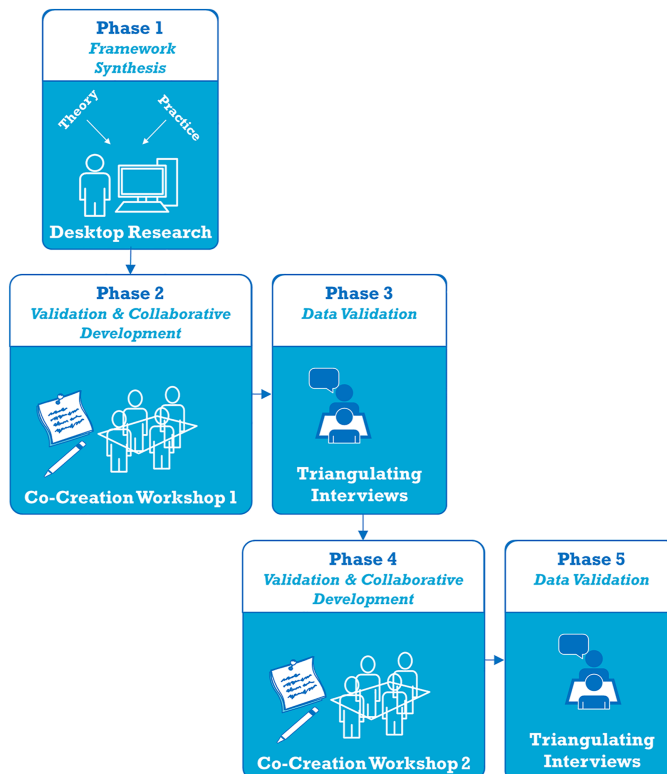 Phase 1
Framework
Synthesis
Theory
Practice
Desktop Research
Phase 2
Validation & Collaborative
Development
Co-Creation Workshop 1
Phase 3
Data Validation
Triangulating
Interviews
Phase 4
Validation & Collaborative
Development
Co-Creation Workshop 2
Phase 5
Data Validation
Triangulating
Interviews